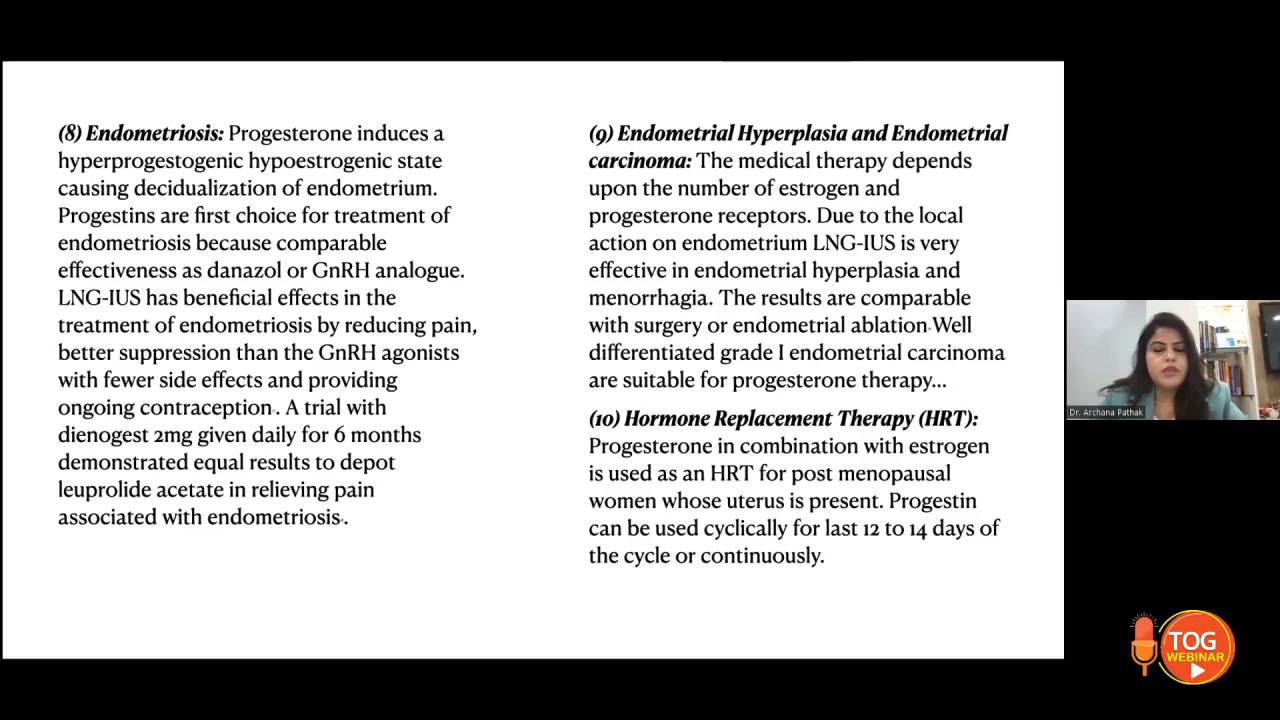 (8) Endometriosis: Progesterone induces a
hyperprogestogenic hypoestrogenic state
causing decidualization of endometrium.
Progestins are first choice for treatment of
endometriosis because comparable
effectiveness as danazol or GnRH analogue.
LNG-IUS has beneficial effects in the
treatment of endometriosis by reducing pain,
better suppression than the GnRH agonists
with fewer side effects and providing
ongoing contraception . A trial with
dienogest 2mg given daily for 6 months
demonstrated equal results to depot
leuprolide acetate in relieving pain
associated with endometriosis .
(9) Endometrial Hyperplasia and Endometrial
carcinoma: The medical therapy depends
upon the number of estrogen and
progesterone receptors. Due to the local
action on endometrium LNG-IUS is very
effective in endometrial hyperplasia and
menorrhagia. The results are comparable
with surgery or endometrial ablation Well
differentiated grade I endometrial carcinoma
are suitable for progesterone therapy...
(10) Hormone Replacement Therapy (HRT):
Progesterone in combination with estrogen
is used as an HRT for post menopausal
women whose uterus is present. Progestin
can be used cyclically for last 12 to 14 days of
the cycle or continuously.
Dr. Archana Pathak
TOG
WEBINAR